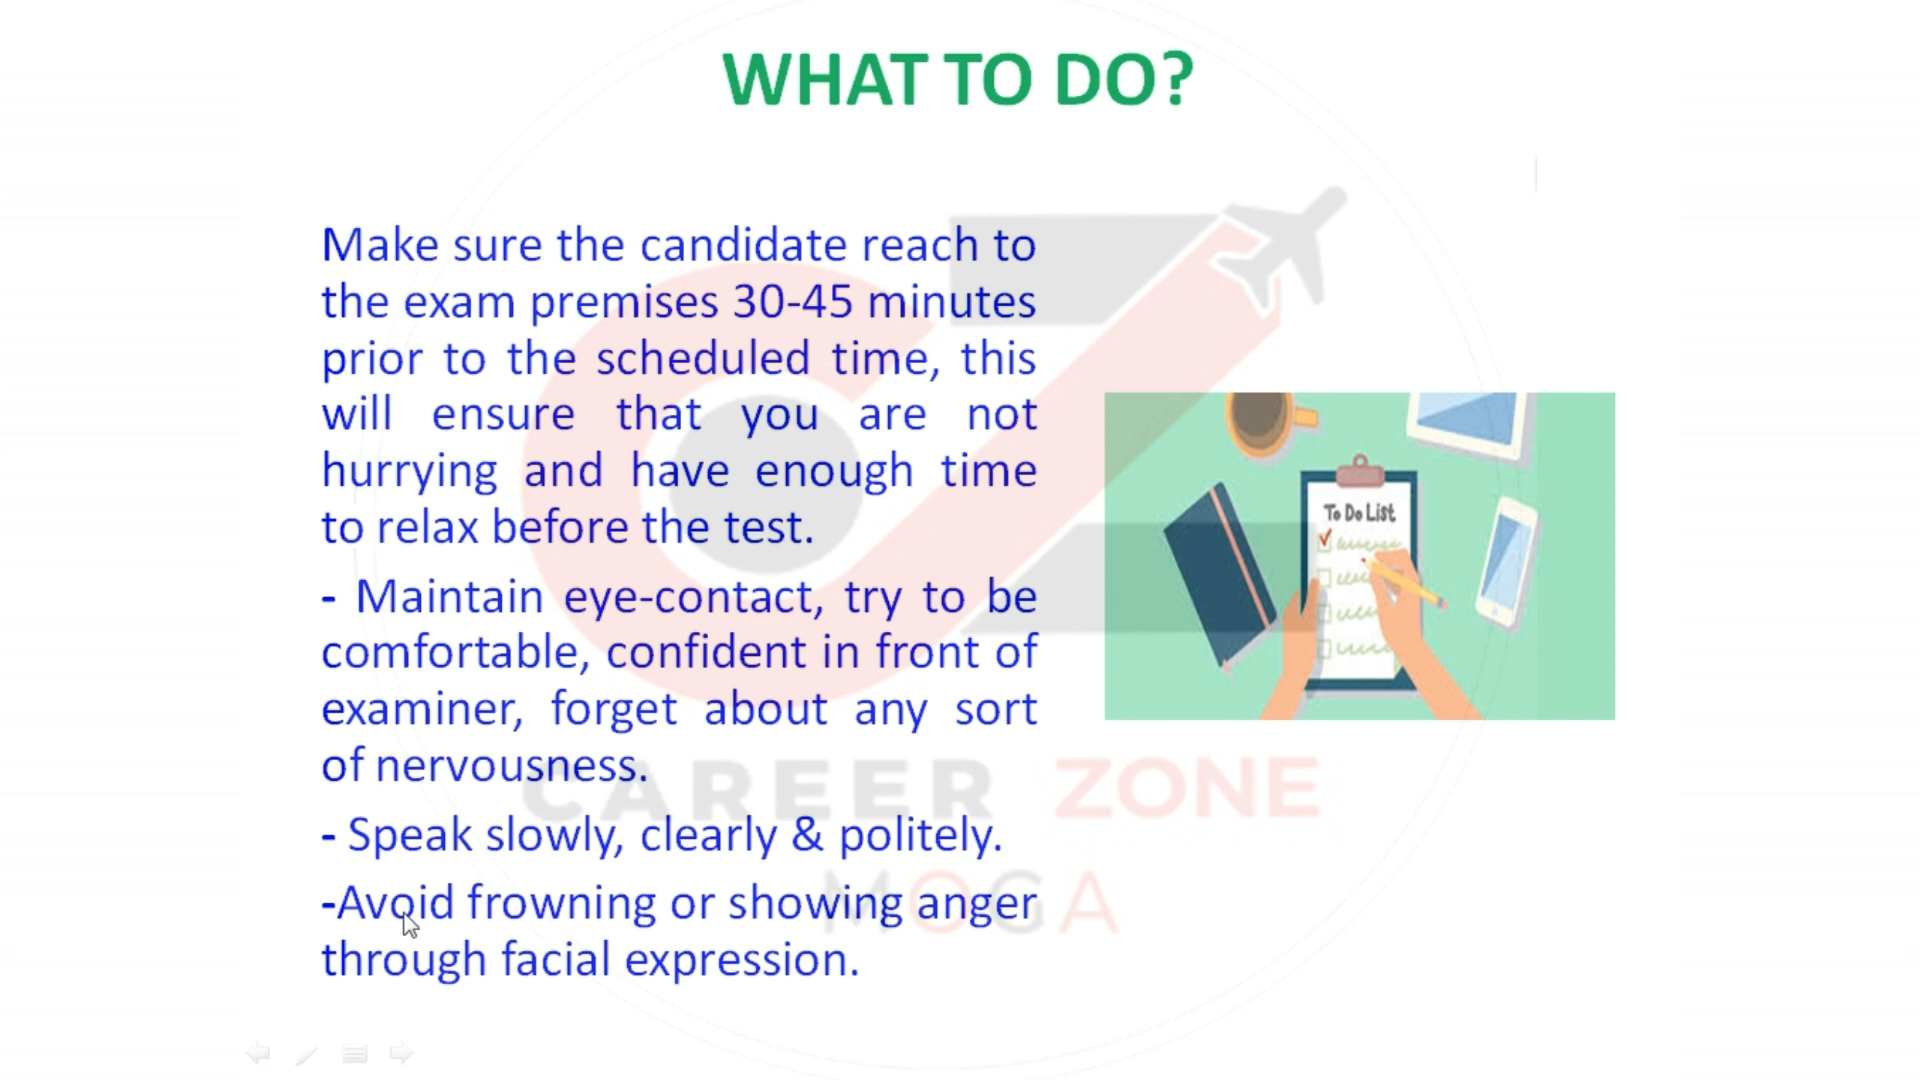 WHAT TO DO?
Make sure the candidate reach to
the exam premises 30-45 minutes
prior to the scheduled time, this
will ensure that you are not
hurrying and have enough time
to relax before the test.
- Maintain eye-contact, try to be
comfortable, confident in front of
examiner, forget about any sort
of nervousness.
- Speak slowly, clearly & politely.
-Avoid frowning or showing anger
through facial expression.
To Do List
CAREER ZONE
MOGA